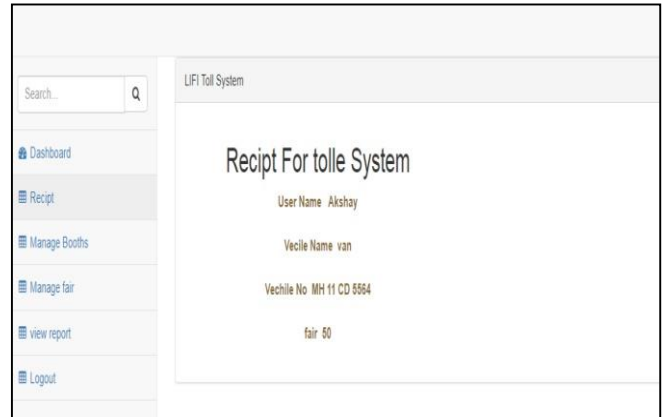 Search...
Dashboard
Recipt
Manage Booths
Manage fair
view report
Logout
LIFI Toll System
Recipt For tolle System
User Name Akshay
Vecile Name van
Vechile No MH 11 CD 5564
fair 50